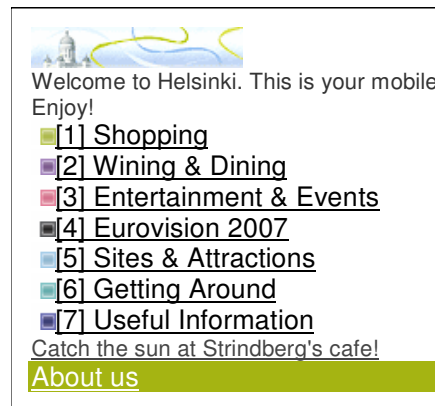 Welcome to Helsinki. This is your mobile
Enjoy!
[1] Shopping
[2] Wining & Dining
[3] Entertainment & Events
[4] Eurovision 2007
[5] Sites & Attractions
[6] Getting Around
[7] Useful Information
Catch the sun at Strindberg's cafe!
About us